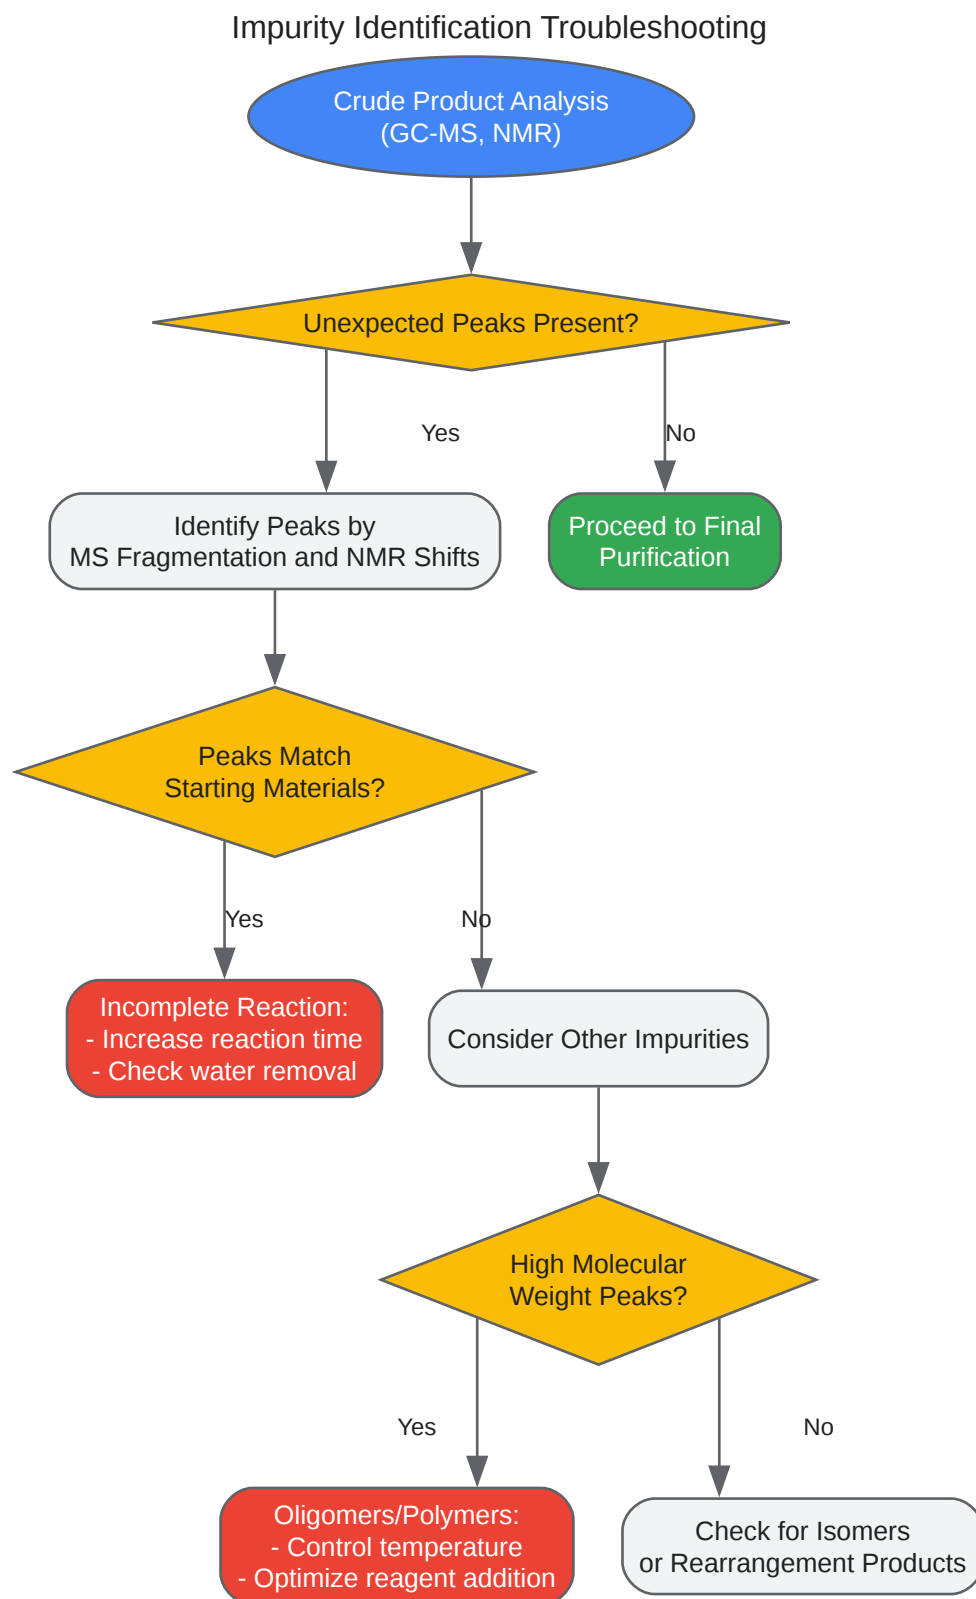 Impurity Identification Troubleshooting
Crude Product Analysis
(GC-MS, NMR)
Unexpected Peaks Present?
Yes
No
Identify Peaks by
MS Fragmentation and NMR Shifts
Proceed to Final
Purification
Peaks Match
Starting Materials?
Yes
No
Incomplete Reaction:
- Increase reaction time
- Check water removal
Consider Other Impurities
High Molecular
Weight Peaks?
Yes
No
Oligomers/Polymers:
- Control temperature
- Optimize reagent addition
Check for Isomers
or Rearrangement Products